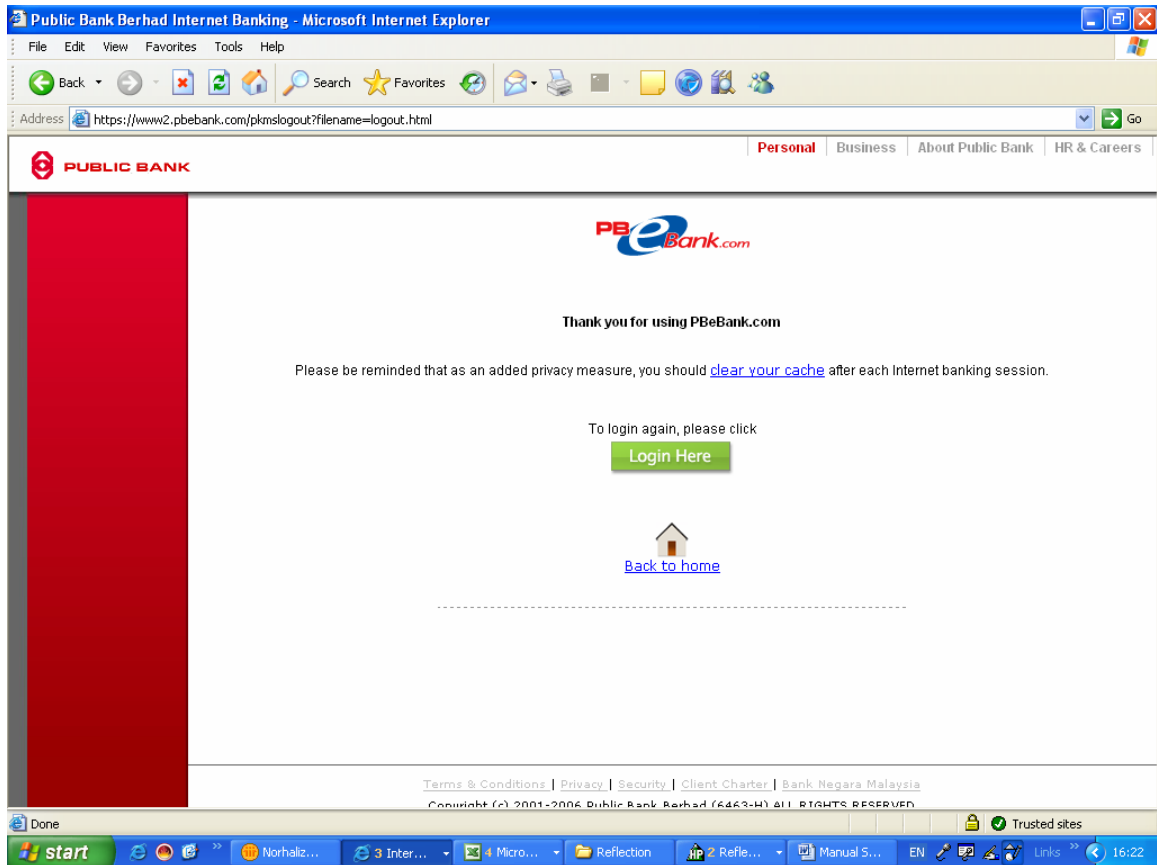 Public Bank Berhad Internet Banking - Microsoft Internet Explorer
File Edit View Favorites Tools Help
Back Search Favorites
Address https://www2.pbebank.com/pkmslogout?filename=logout.html Go
PUBLIC BANK
Personal Business About Public Bank HR & Careers
PBeBank.com
Thank you for using PBeBank.com
Please be reminded that as an added privacy measure, you should clear your cache after each Internet banking session.
To login again, please click
Login Here
Back to home
Terms & Conditions | Privacy | Security | Client Charter | Bank Negara Malaysia
Copyright (c) 2001-2006 Public Bank Berhad (6463-H) ALL RIGHTS RESERVED
Done Trusted sites
start Norhaliz... 3 Inter... 4 Micro... Reflection 2 Refle... Manual S... EN Links 16:22